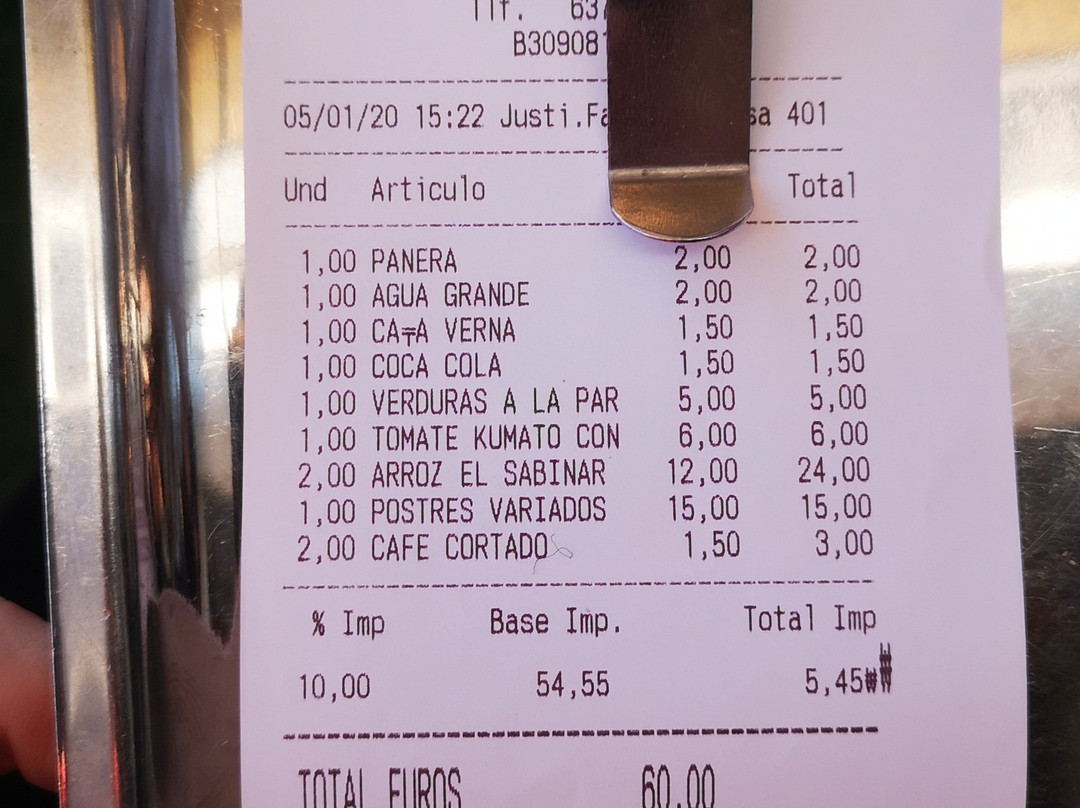 Tlf. 63
B30908
05/01/20 15:22 Justi.Fa sa 401
Und Articulo Total
1,00 PANERA 2,00 2,00
1,00 AGUA GRANDE 2,00 2,00
1,00 CA╤A VERNA 1,50 1,50
1,00 COCA COLA 1,50 1,50
1,00 VERDURAS A LA PAR 5,00 5,00
1,00 TOMATE KUMATO CON 6,00 6,00
2,00 ARROZ EL SABINAR 12,00 24,00
1,00 POSTRES VARIADOS 15,00 15,00
2,00 CAFE CORTADO 1,50 3,00
% Imp Base Imp. Total Imp
10,00 54,55 5,45
TOTAL EUROS 60,00